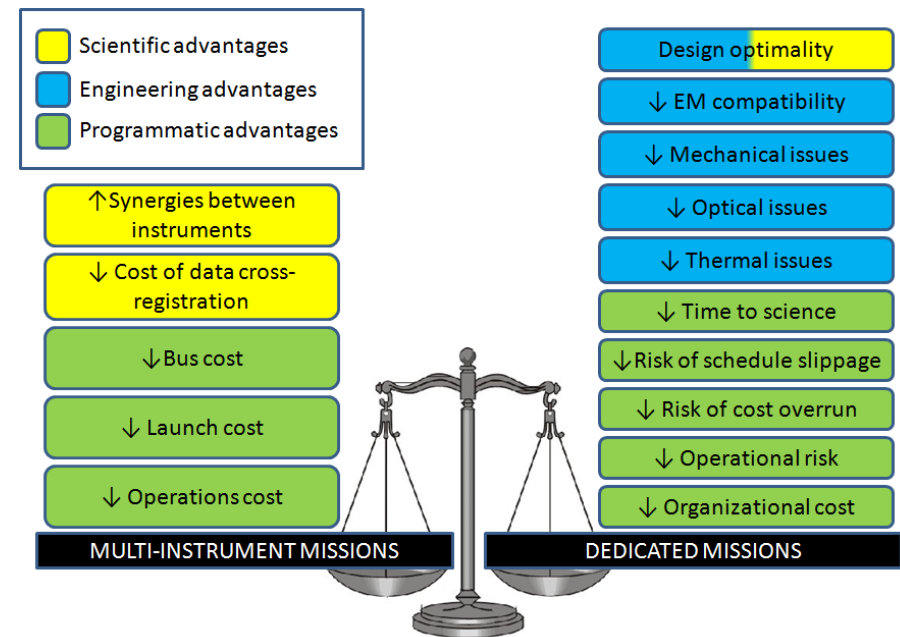 Scientific advantages
Engineering advantages
Programmatic advantages
↑Synergies between
instruments
↓ Cost of data cross-
registration
↓Bus cost
↓ Launch cost
↓ Operations cost
MULTI-INSTRUMENT MISSIONS
Design optimality
↓ EM compatibility
↓ Mechanical issues
↓ Optical issues
↓ Thermal issues
↓ Time to science
↓Risk of schedule slippage
↓ Risk of cost overrun
↓ Operational risk
↓ Organizational cost
DEDICATED MISSIONS